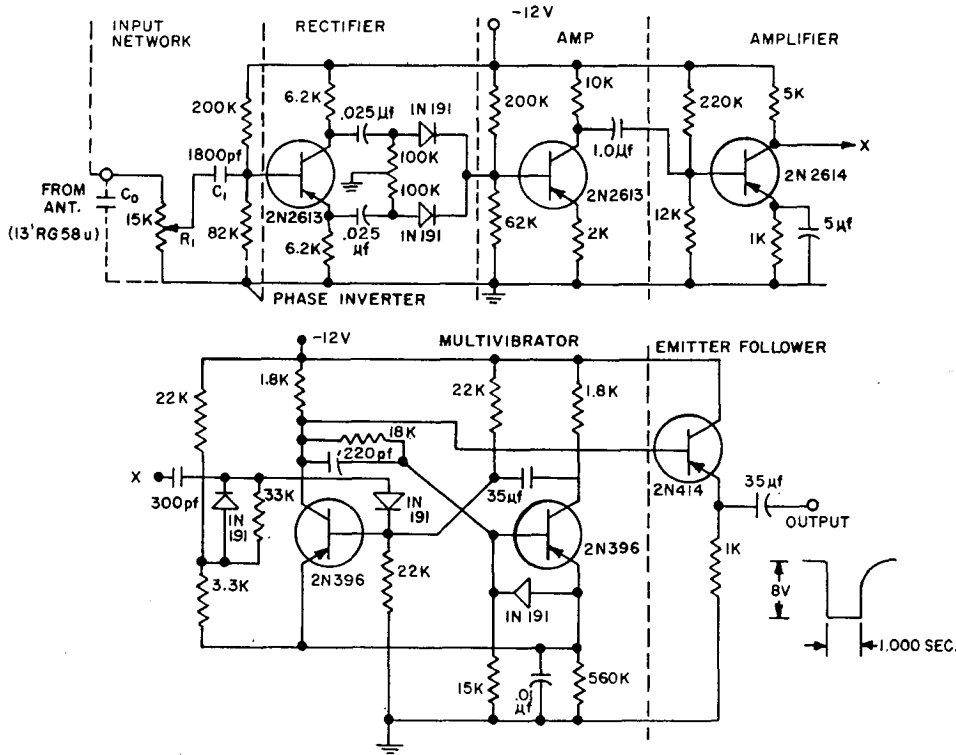 INPUT NETWORK
RECTIFIER
-12V
AMP
AMPLIFIER
200K
6.2K
.025μf
1N191
200K
10K
220K
5K
1800pf
100K
1.0μf
X
FROM ANT.
C₀
C₁
100K
2N2613
2N2614
(13'RG58u)
15K
R₁
2N2613
1N191
62K
12K
82K
.025 μf
2K
1K
5μf
6.2K
PHASE INVERTER
-12V
MULTIVIBRATOR
EMITTER FOLLOWER
22K
1.8K
22K
1.8K
18K
220pf
X
33K
35μf
2N414
35μf
300pf
1N 191
1N 191
OUTPUT
2N396
1K
2N396
22K
3.3K
1N191
8V
1.000 SEC.
15K
.01 μf
560K